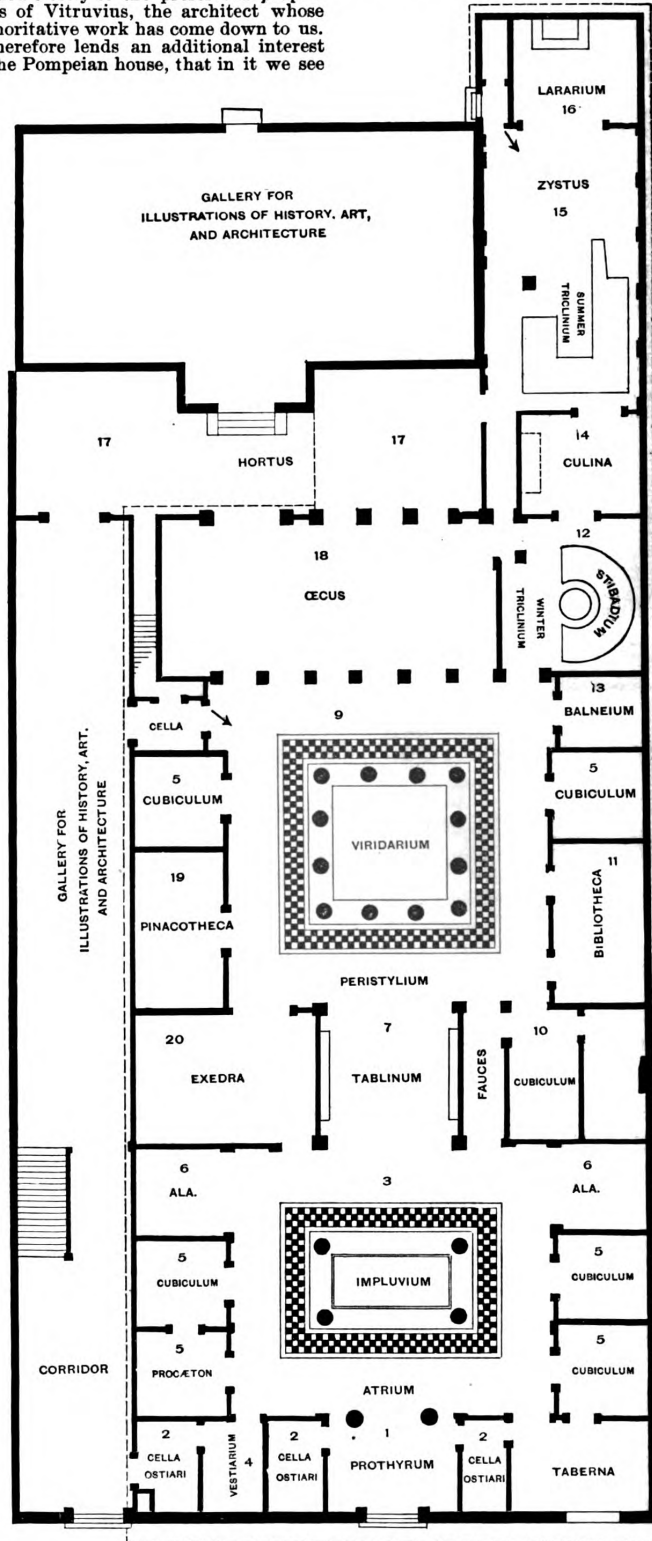 s of Vitruvins, the architect whose
horitative work has come down to us.
herefore lends an additional interest
he Pompeian house, that in it we see
LARARIUM
16
GALLERY FOR
ILLUSTRATIONS OF HISTORY, ART,
AND ARCHITECTURE
ZYSTUS
15
SUMMER
TRICLINIUM
17
HORTUS
17
14
CULINA
18
ŒCUS
12
WINTER
TRICLINIUM
STIBADTUM
9
13
BALNEIUM
CELLA
5
CUBICULUM
5
CUBICULUM
GALLERY FOR
ILLUSTRATIONS OF HISTORY, ART.
AND ARCHITECTURE
VIRIDARIUM
19
PINACOTHECA
11
BIBLIOTHECA
PERISTYLIUM
20
EXEDRA
7
TABLINUM
FAUCES
10
CUBICULUM
6
ALA.
3
6
ALA.
5
CUBICULUM
IMPLUVIUM
5
CUBICULUM
CORRIDOR
5
PROCÆTON
5
CUBICULUM
ATRIUM
2
CELLA
OSTIARI
VESTIARIUM
4
2
CELLA
OSTIARI
1
PROTHYRUM
2
CELLA
OSTIARI
TABERNA